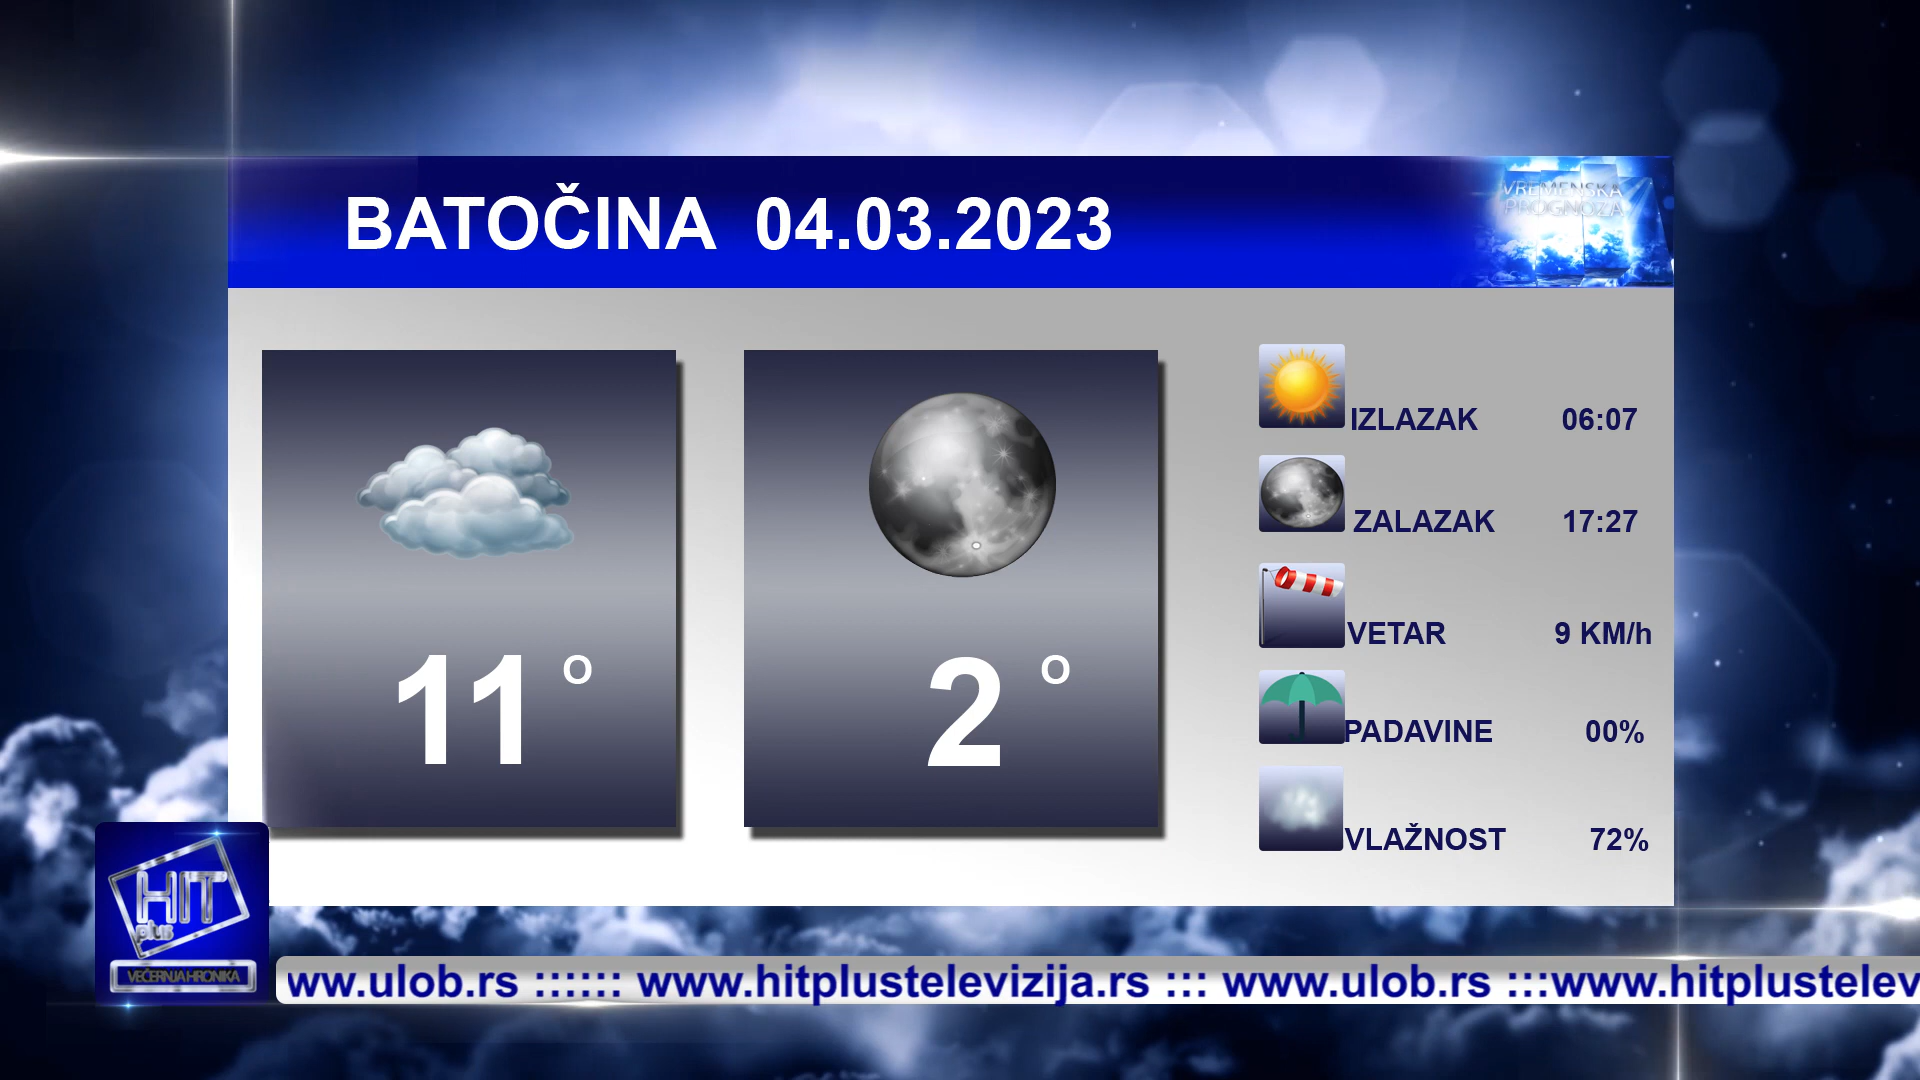 BATOČINA 04.03.2023
VREMENSKA
PROGNOZA
11 o
2 o
IZLAZAK 06:07
ZALAZAK 17:27
VETAR 9 KM/h
PADAVINE 00%
VLAŽNOST 72%
HIT
plus
VEČERNJA HRONIKA
ww.ulob.rs :::::: www.hitplustelevizija.rs ::: www.ulob.rs :::www.hitplustelev